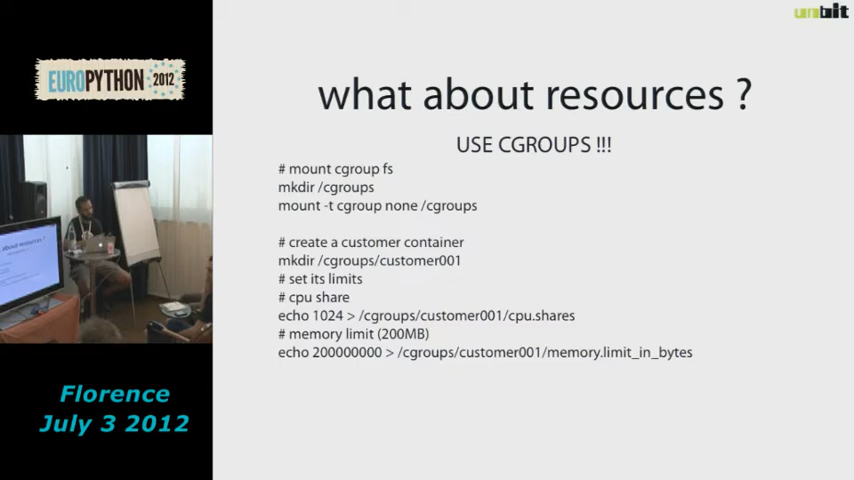 unbit
EUROPYTHON 2012
what about resources ?
USE CGROUPS !!!
# mount cgroup fs
mkdir /cgroups
mount -t cgroup none /cgroups
# create a customer container
mkdir /cgroups/customer001
# set its limits
# cpu share
echo 1024 > /cgroups/customer001/cpu.shares
# memory limit (200MB)
echo 200000000 > /cgroups/customer001/memory.limit_in_bytes
about resources ?
Florence
July 3 2012